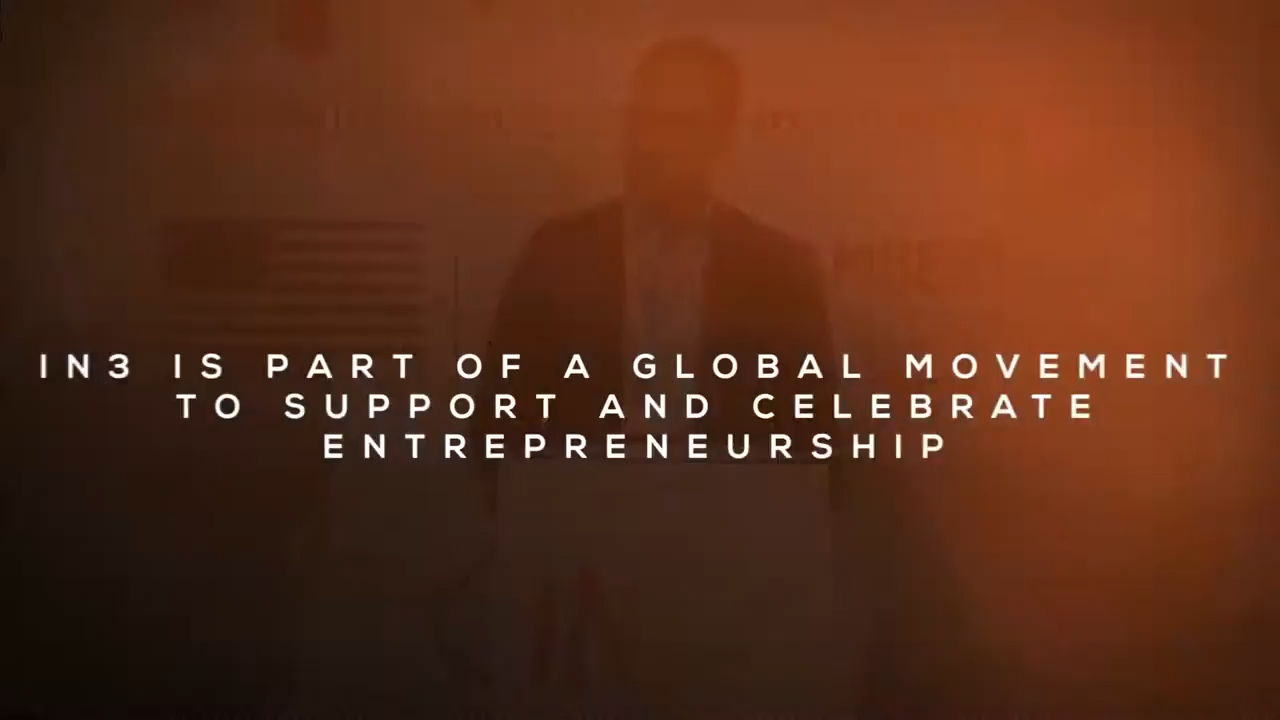 IN3 IS PART OF A GLOBAL MOVEMENT
TO SUPPORT AND CELEBRATE
ENTREPRENEURSHIP